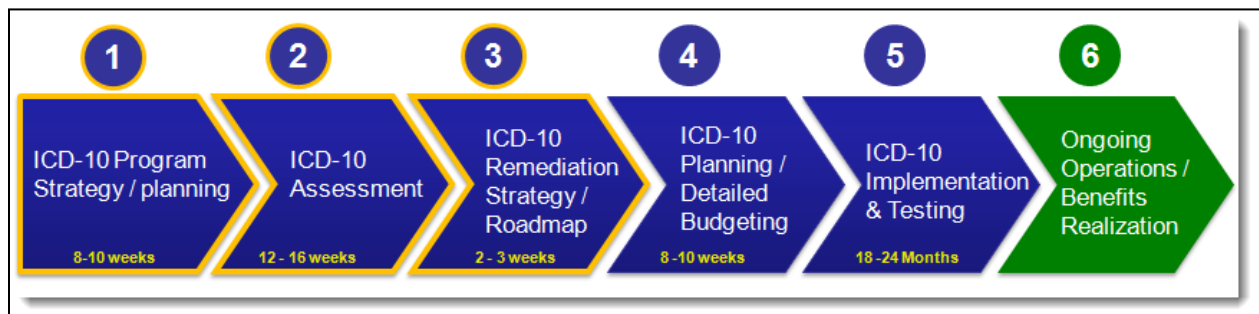 1
2
3
4
5
6
ICD-10 Program
Strategy / planning
8-10 weeks
ICD-10
Assessment
12 - 16 weeks
ICD-10
Remediation
Strategy /
Roadmap
2 - 3 weeks
ICD-10
Planning /
Detailed
Budgeting
8 -10 weeks
ICD-10
Implementation
& Testing
18 -24 Months
Ongoing
Operations /
Benefits
Realization